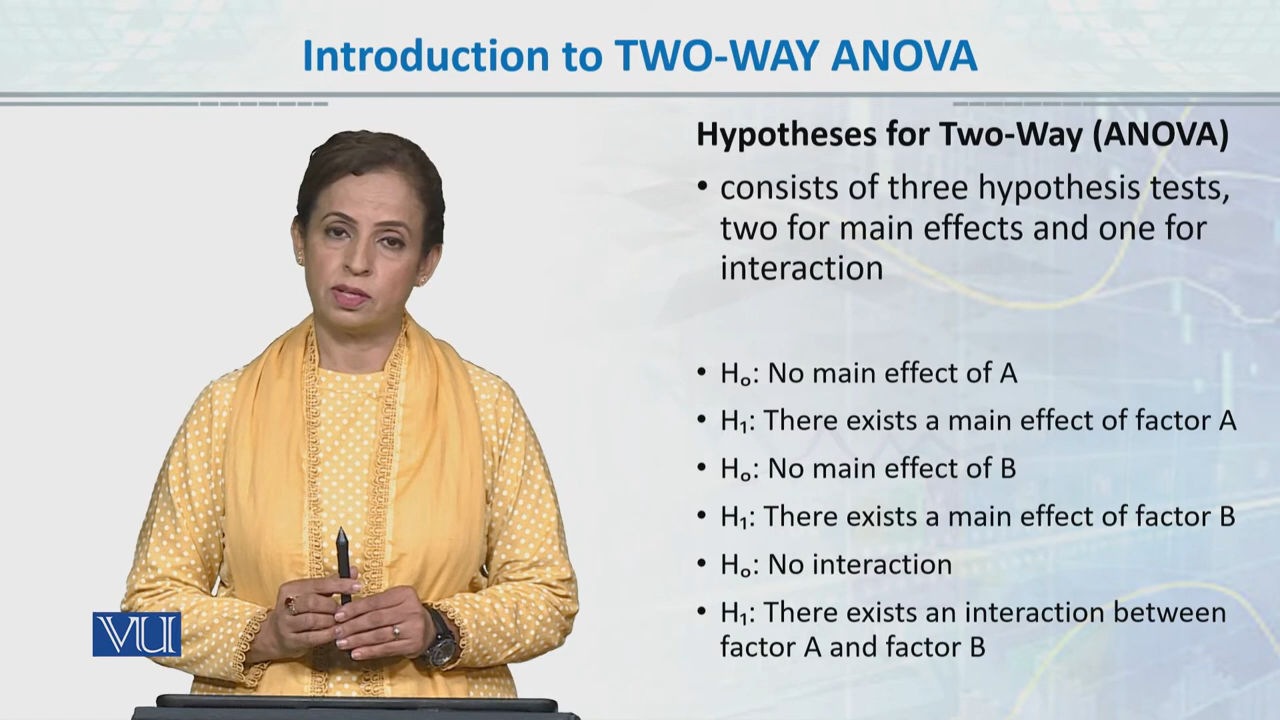 Introduction to TWO-WAY ANOVA
Hypotheses for Two-Way (ANOVA)
• consists of three hypothesis tests,
two for main effects and one for
interaction
• Hₒ: No main effect of A
• H₁: There exists a main effect of factor A
• Hₒ: No main effect of B
• H₁: There exists a main effect of factor B
• Hₒ: No interaction
• H₁: There exists an interaction between
factor A and factor B
VU